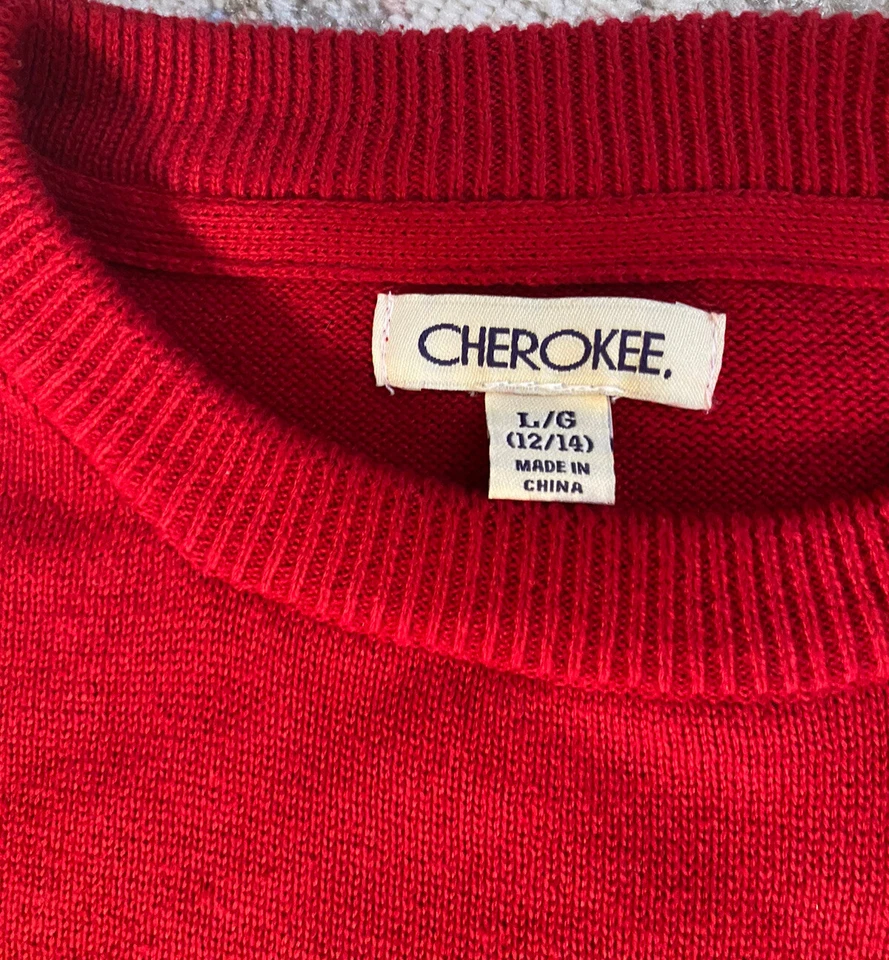 CHEROKEE.
L/G
(12/14)
MADE IN
CHINA